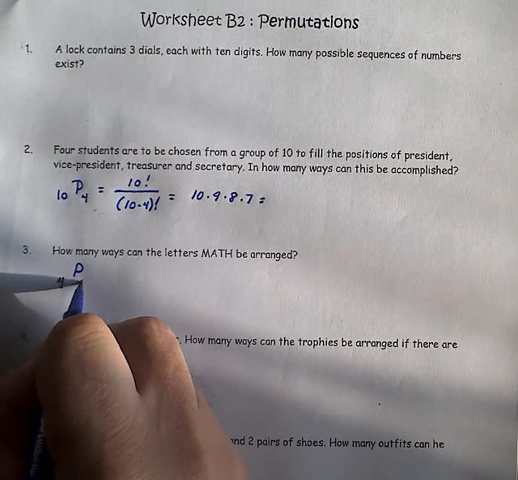 Worksheet B2 : Permutations
1. A lock contains 3 dials, each with ten digits. How many possible sequences of numbers
exist?
2. Four students are to be chosen from a group of 10 to fill the positions of president,
vice-president, treasurer and secretary. In how many ways can this be accomplished?
10 P 4 = 10! / (10-4)! = 10 · 9 · 8 · 7 =
3. How many ways can the letters MATH be arranged?
4 P
. How many ways can the trophies be arranged if there are
and 2 pairs of shoes. How many outfits can he